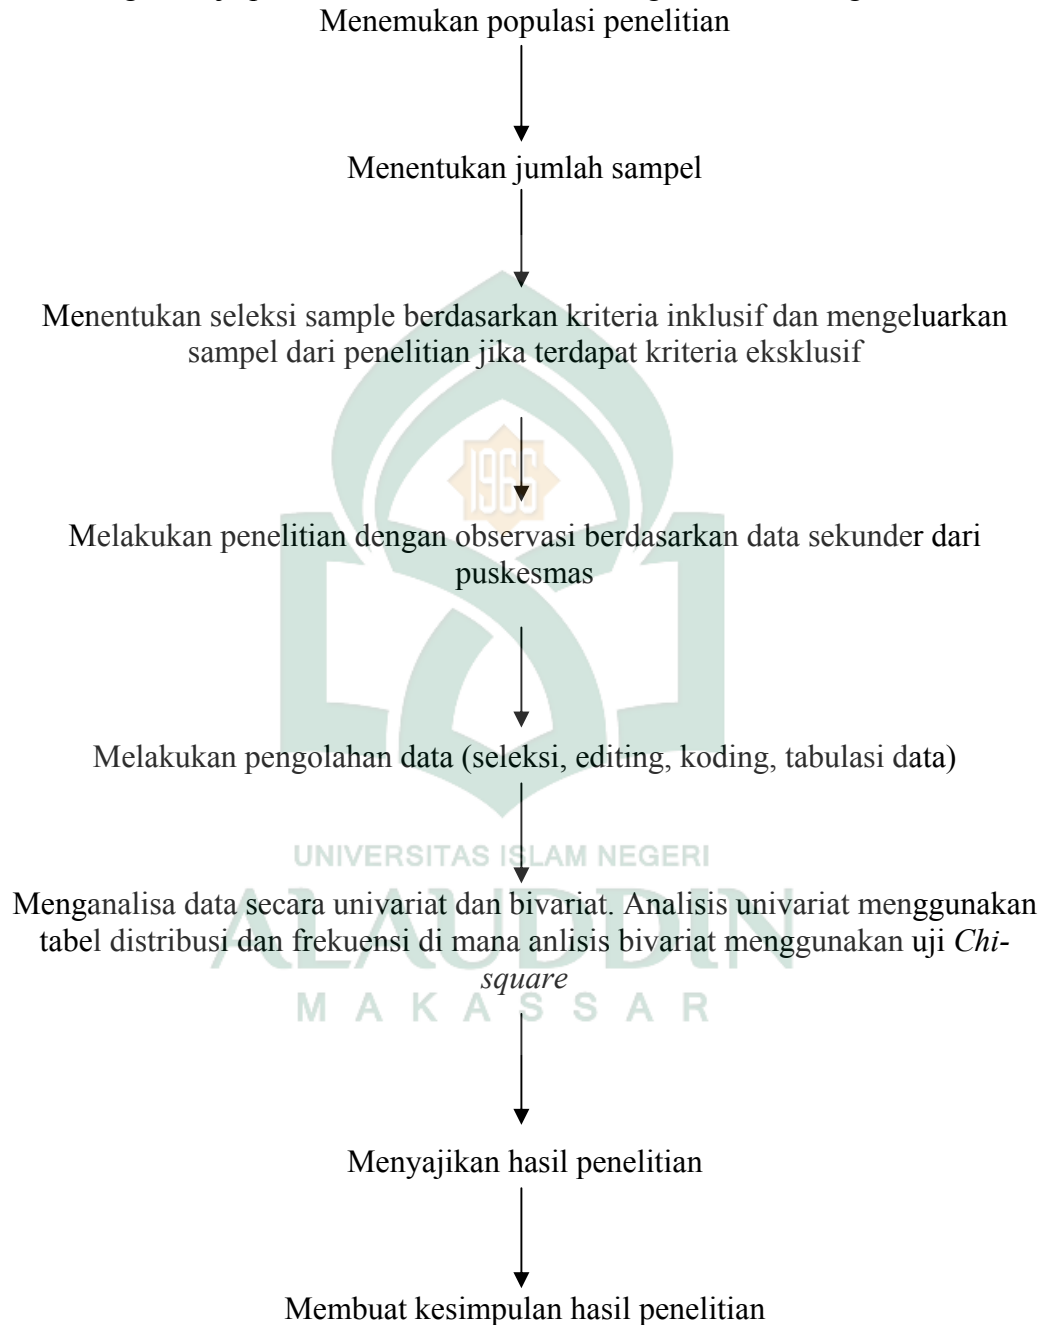 Menemukan populasi penelitian
Menentukan jumlah sampel
Menentukan seleksi sample berdasarkan kriteria inklusif dan mengeluarkan
sampel dari penelitian jika terdapat kriteria eksklusif
1965
Melakukan penelitian dengan observasi berdasarkan data sekunder dari
puskesmas
Melakukan pengolahan data (seleksi, editing, koding, tabulasi data)
UNIVERSITAS ISLAM NEGERI
Menganalisa data secara univariat dan bivariat. Analisis univariat menggunakan
tabel distribusi dan frekuensi di mana anlisis bivariat menggunakan uji Chi-
ALAUDDIN
square
MAKASSAR
Menyajikan hasil penelitian
Membuat kesimpulan hasil penelitian